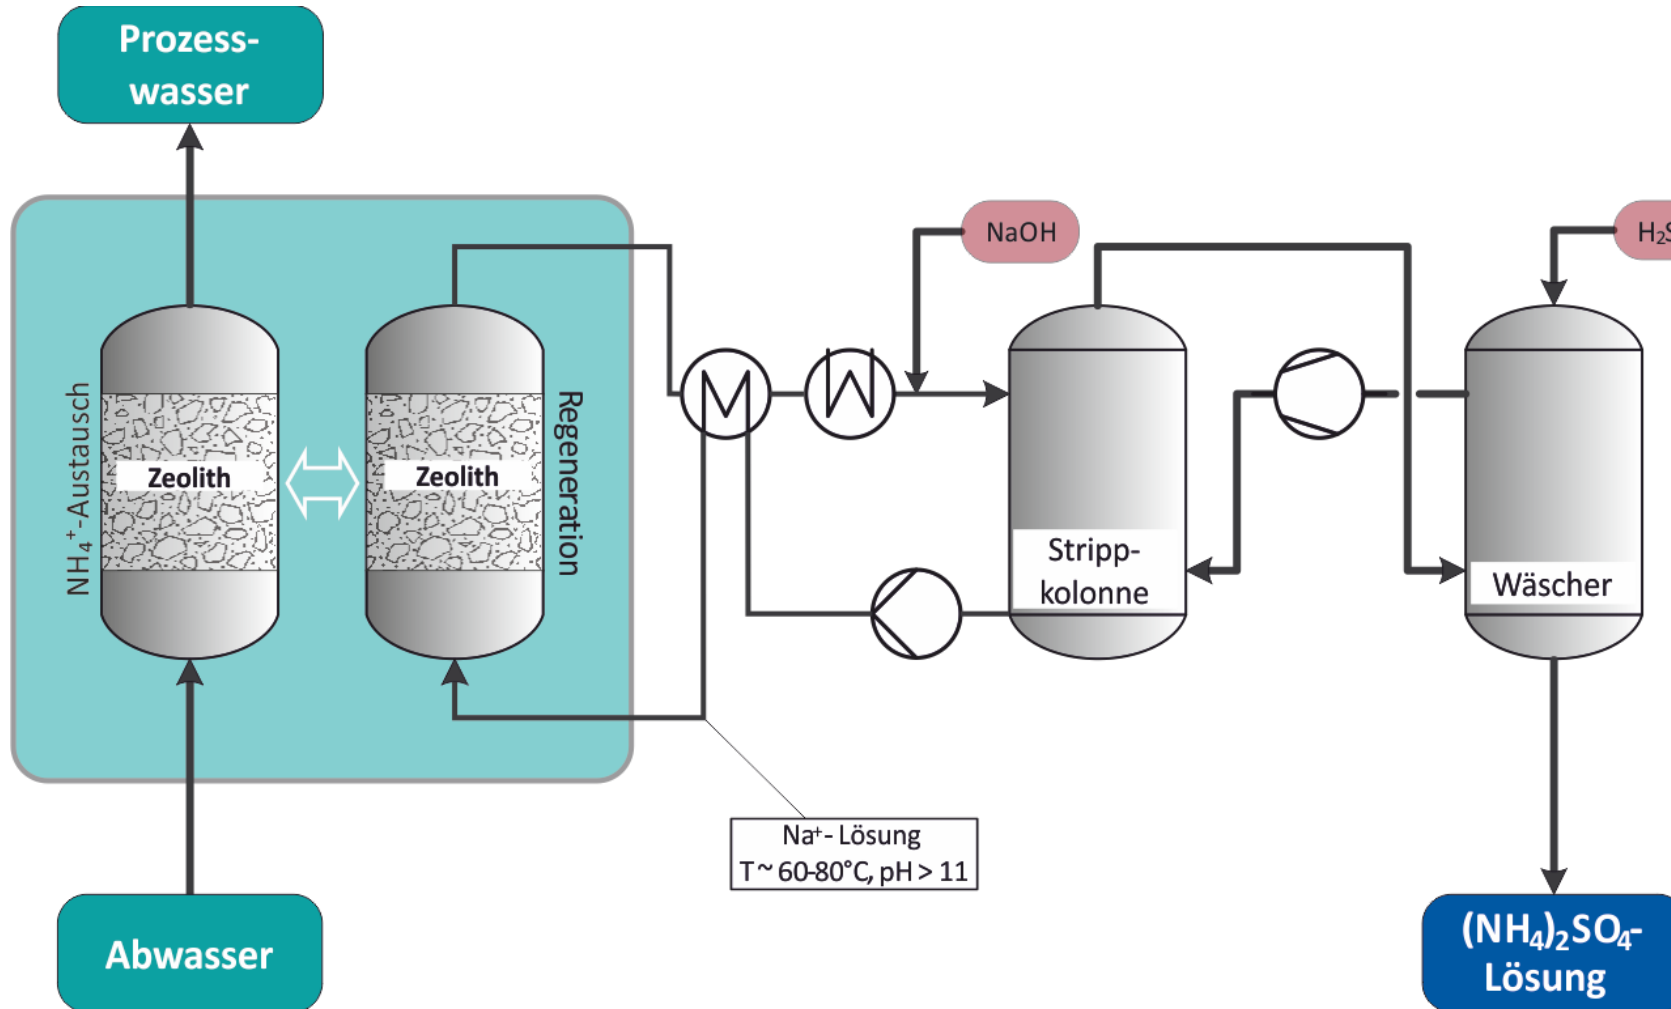 Prozess-
wasser
NaOH
H₂S
NH₄⁺-Austausch
Zeolith
Zeolith
Regeneration
Stripp-
kolonne
Wäscher
Na⁺- Lösung
T ~ 60-80°C, pH > 11
Abwasser
(NH₄)₂SO₄-
Lösung